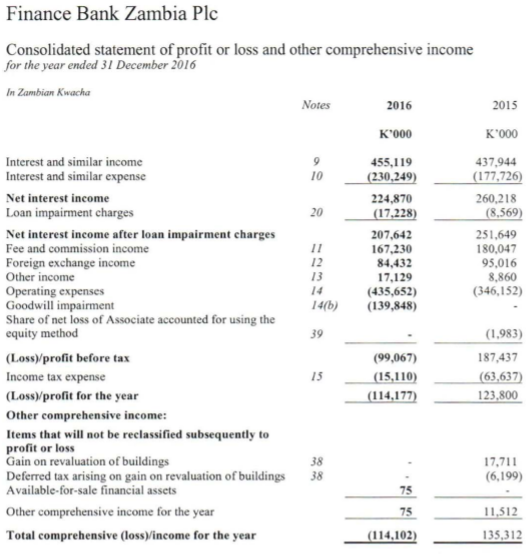 Finance Bank Zambia Plc
Consolidated statement of profit or loss and other comprehensive income
for the year ended 31 December 2016
In Zambian Kwacha
Notes 2016 2015
K'000 K'000
Interest and similar income 9 455,119 437,944
Interest and similar expense 10 (230,249) (177,726)
Net interest income 224,870 260,218
Loan impairment charges 20 (17,228) (8,569)
Net interest income after loan impairment charges 207,642 251,649
Fee and commission income 11 167,230 180,047
Foreign exchange income 12 84,432 95,016
Other income 13 17,129 8,860
Operating expenses 14 (435,652) (346,152)
Goodwill impairment 14(b) (139,848) -
Share of net loss of Associate accounted for using the
equity method 39 - (1,983)
(Loss)/profit before tax (99,067) 187,437
Income tax expense 15 (15,110) (63,637)
(Loss)/profit for the year (114,177) 123,800
Other comprehensive income:
Items that will not be reclassified subsequently to
profit or loss
Gain on revaluation of buildings 38 - 17,711
Deferred tax arising on gain on revaluation of buildings 38 - (6,199)
Available-for-sale financial assets 75 -
Other comprehensive income for the year 75 11,512
Total comprehensive (loss)/income for the year (114,102) 135,312